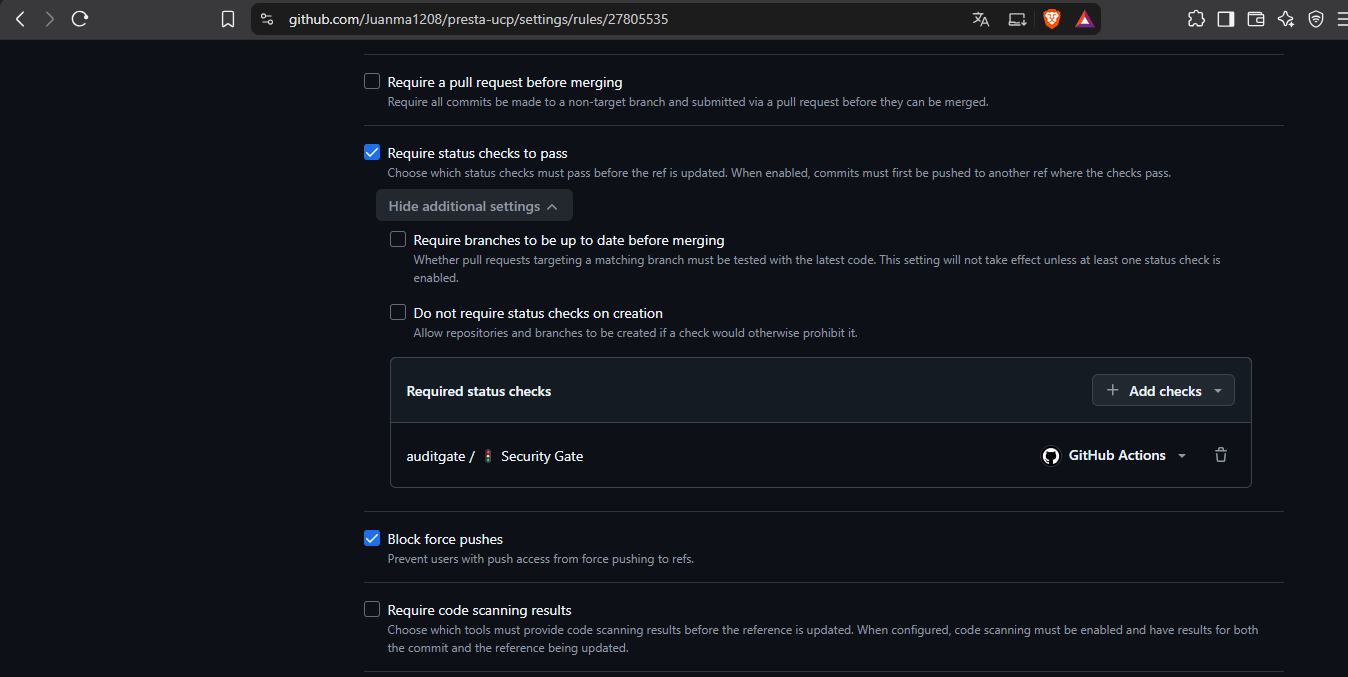 github.com/Juanma1208/presta-ucp/settings/rules/27805535
Require a pull request before merging
Require all commits be made to a non-target branch and submitted via a pull request before they can be merged.
Require status checks to pass
Choose which status checks must pass before the ref is updated. When enabled, commits must first be pushed to another ref where the checks pass.
Hide additional settings
Require branches to be up to date before merging
Whether pull requests targeting a matching branch must be tested with the latest code. This setting will not take effect unless at least one status check is
enabled.
Do not require status checks on creation
Allow repositories and branches to be created if a check would otherwise prohibit it.
Required status checks
Add checks
auditgate / 🚦 Security Gate
GitHub Actions
Block force pushes
Prevent users with push access from force pushing to refs.
Require code scanning results
Choose which tools must provide code scanning results before the reference is updated. When configured, code scanning must be enabled and have results for both
the commit and the reference being updated.